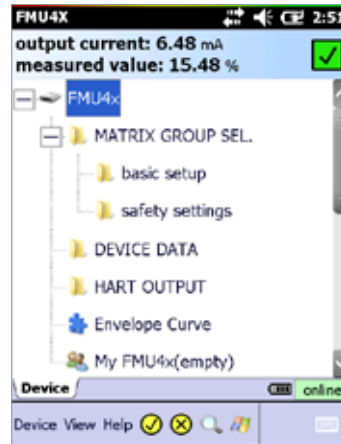 FMU4X 2:51
output current: 6.48 mA
measured value: 15.48 %
FMU4x
MATRIX GROUP SEL.
basic setup
safety settings
DEVICE DATA
HART OUTPUT
Envelope Curve
My FMU4x(empty)
Device online
Device View Help